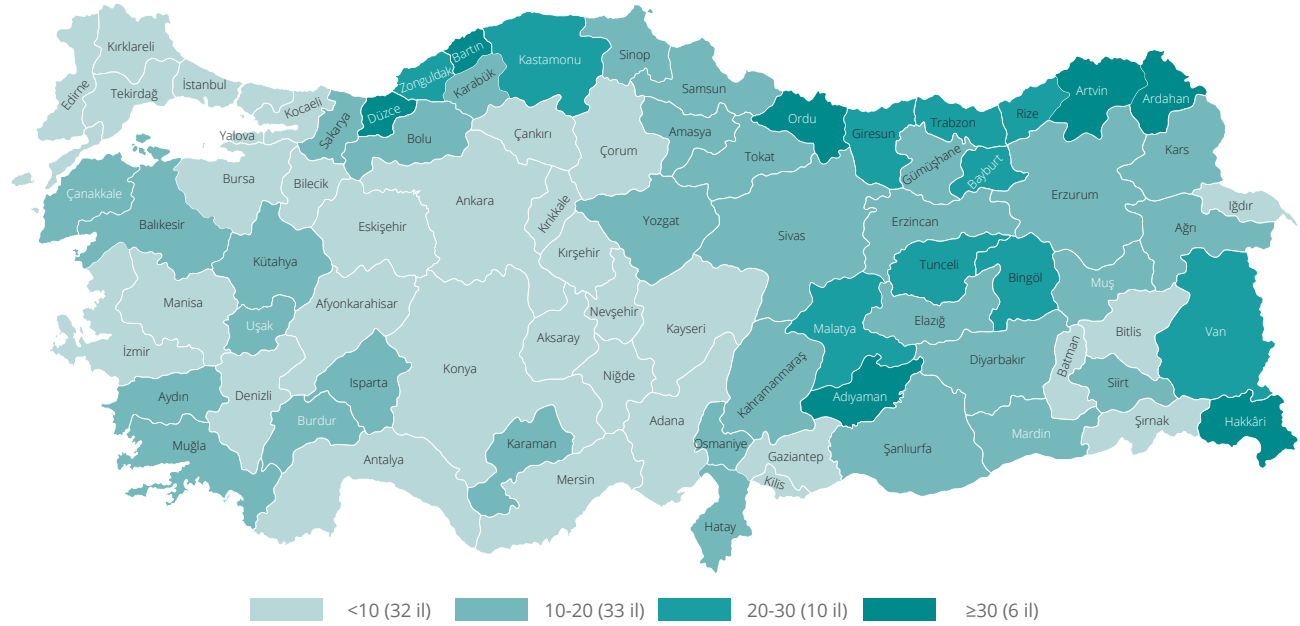 Kırklareli
Edirne
Tekirdağ
İstanbul
Kocaeli
Yalova
Sakarya
Düzce
Zonguldak
Bartın
Karabük
Kastamonu
Sinop
Samsun
Bolu
Çankırı
Çorum
Amasya
Tokat
Ordu
Giresun
Trabzon
Rize
Artvin
Ardahan
Gümüşhane
Bayburt
Kars
Erzurum
Iğdır
Ağrı
Çanakkale
Balıkesir
Bursa
Bilecik
Eskişehir
Ankara
Kırıkkale
Kırşehir
Yozgat
Sivas
Erzincan
Kütahya
Manisa
Uşak
Afyonkarahisar
İzmir
Konya
Aksaray
Nevşehir
Kayseri
Malatya
Tunceli
Bingöl
Elazığ
Muş
Bitlis
Van
Aydın
Denizli
Isparta
Burdur
Muğla
Antalya
Karaman
Niğde
Adana
Mersin
Kahramanmaraş
Osmaniye
Adıyaman
Diyarbakır
Batman
Siirt
Şırnak
Hakkâri
Gaziantep
Kilis
Şanlıurfa
Mardin
Hatay
<10 (32 il) 10-20 (33 il) 20-30 (10 il) ≥30 (6 il)